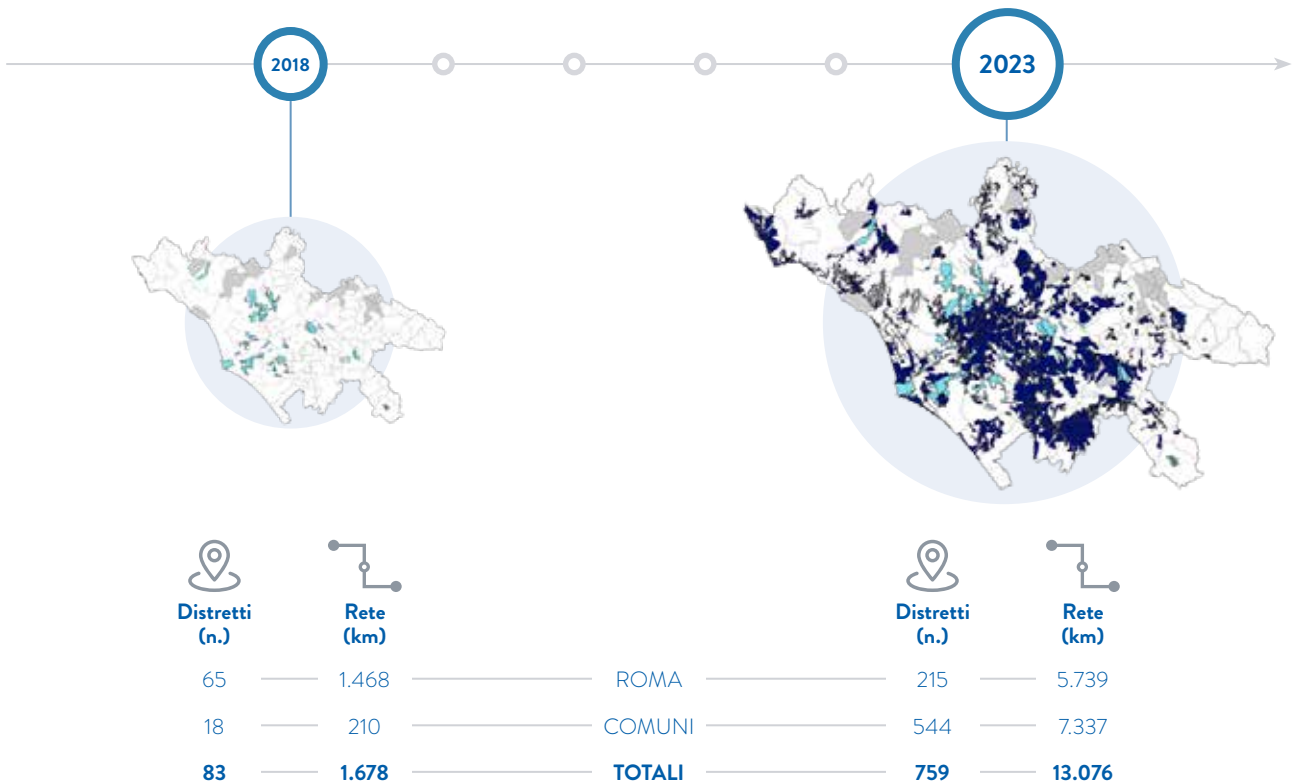 2018
2023
Distretti
(n.)
Rete
(km)
Distretti
(n.)
Rete
(km)
65 1.468 ROMA 215 5.739
18 210 COMUNI 544 7.337
83 1.678 TOTALI 759 13.076